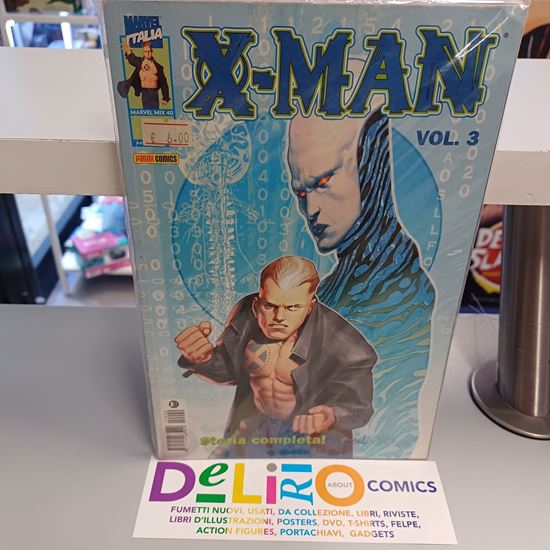 MARVEL
ITALIA
MARVEL MIX 40
X-MAN
VOL. 3
€ 6.00
PANINI COMICS
Storia completa!
DeLiRiO
ABOUT
COMICS
FUMETTI NUOVI, USATI, DA COLLEZIONE, LIBRI, RIVISTE,
LIBRI D'ILLUSTRAZIONI, POSTERS, DVD, T-SHIRTS, FELPE,
ACTION FIGURES, PORTACHIAVI, GADGETS